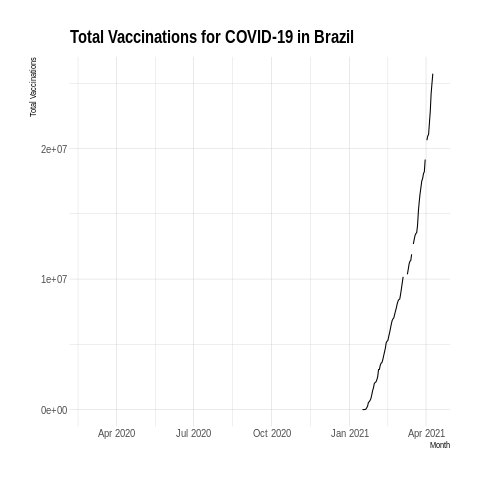 Total Vaccinations for COVID-19 in Brazil
Total Vaccinations
2e+07
1e+07
0e+00
Apr 2020 Jul 2020 Oct 2020 Jan 2021 Apr 2021
Month